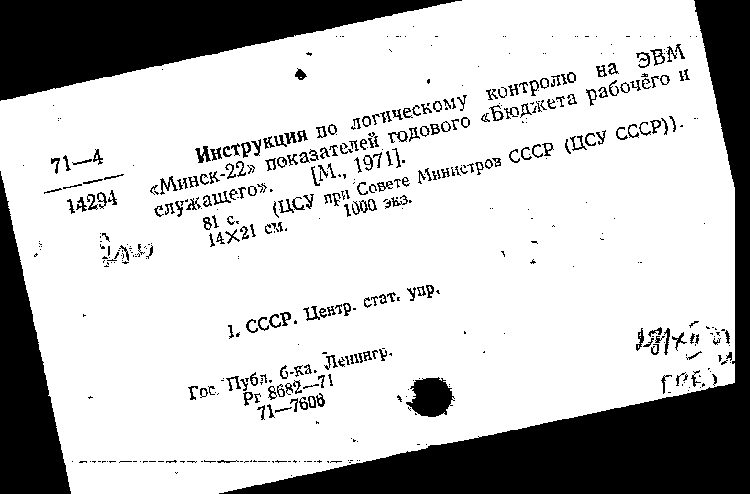 71—4
14294
Инструкция по логическому контролю на ЭВМ
«Минск-22» показателей годового «Бюджета рабочего и
служащего». [М., 1971].
81 с. (ЦСУ при Совете Министров СССР (ЦСУ СССР)).
14×21 см. 1000 экз.
1. СССР. Центр. стат. упр.
Гос. Публ. б-ка. Ленингр.
Рг 8682—71
71—7606